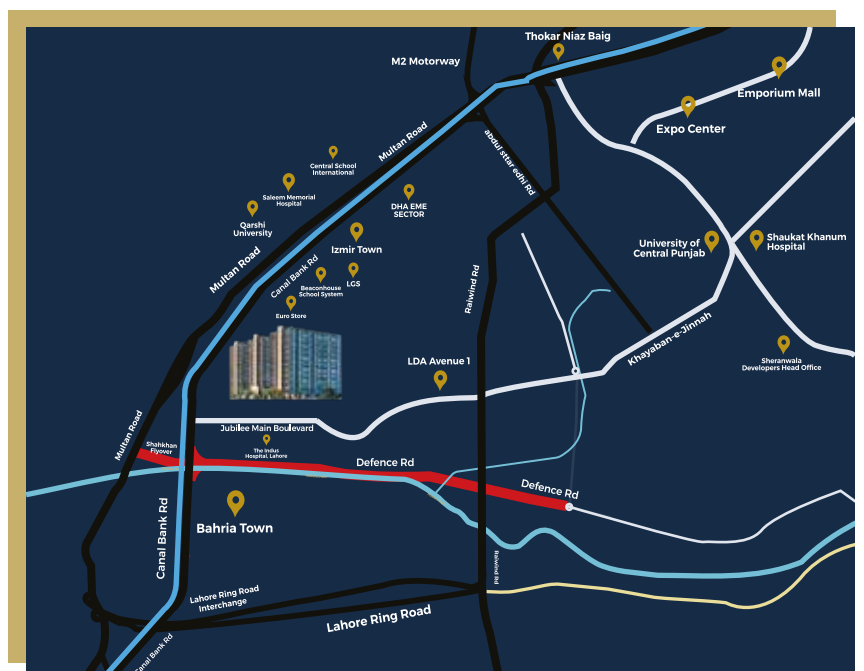 Thokar Niaz Baig
M2 Motorway
Emporium Mall
Expo Center
Multan Road
abdul sttar edhi Rd
Central School
International
Saleem Memorial
Hospital
DHA EME
SECTOR
Qarshi
University
Izmir Town
University of
Central Punjab
Shaukat Khanum
Hospital
Multan Road
Canal Bank Rd
Beaconhouse
School System
LGS
Raiwind Rd
Euro Store
Khayaban-e-Jinnah
LDA Avenue 1
Sheranwala
Developers Head Office
Multan Road
Jubilee Main Boulevard
Shahkhan
Flyover
The Indus
Hospital, Lahore
Defence Rd
Defence Rd
Canal Bank Rd
Bahria Town
Raiwind Rd
Lahore Ring Road
Interchange
Lahore Ring Road
Canal Bank Rd